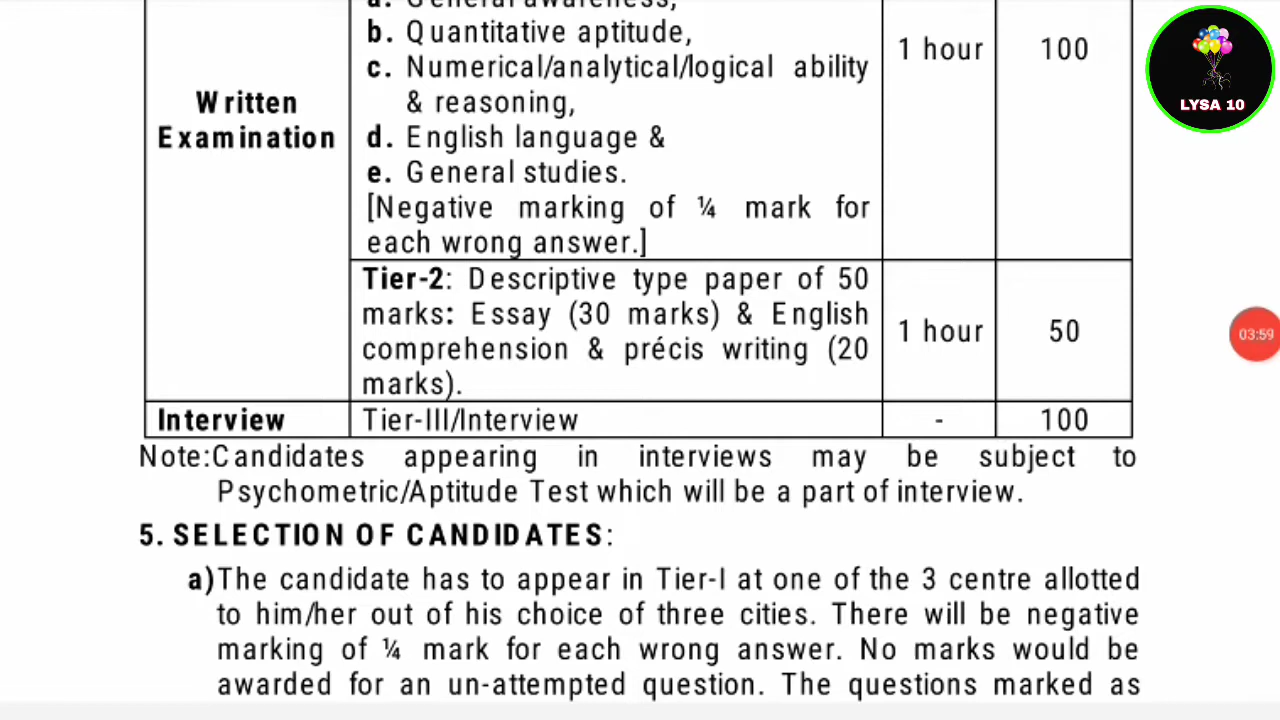 a. General awareness,
b. Quantitative aptitude,
c. Numerical/analytical/logical ability
& reasoning,
d. English language &
e. General studies.
[Negative marking of ¼ mark for
each wrong answer.]
1 hour
100
Written
Examination
Tier-2: Descriptive type paper of 50
marks: Essay (30 marks) & English
comprehension & précis writing (20
marks).
1 hour
50
Interview
Tier-III/Interview
-
100
Note:Candidates appearing in interviews may be subject to
Psychometric/Aptitude Test which will be a part of interview.
5. SELECTION OF CANDIDATES:
a)The candidate has to appear in Tier-I at one of the 3 centre allotted
to him/her out of his choice of three cities. There will be negative
marking of ¼ mark for each wrong answer. No marks would be
awarded for an un-attempted question. The questions marked as
LYSA 10
03:59